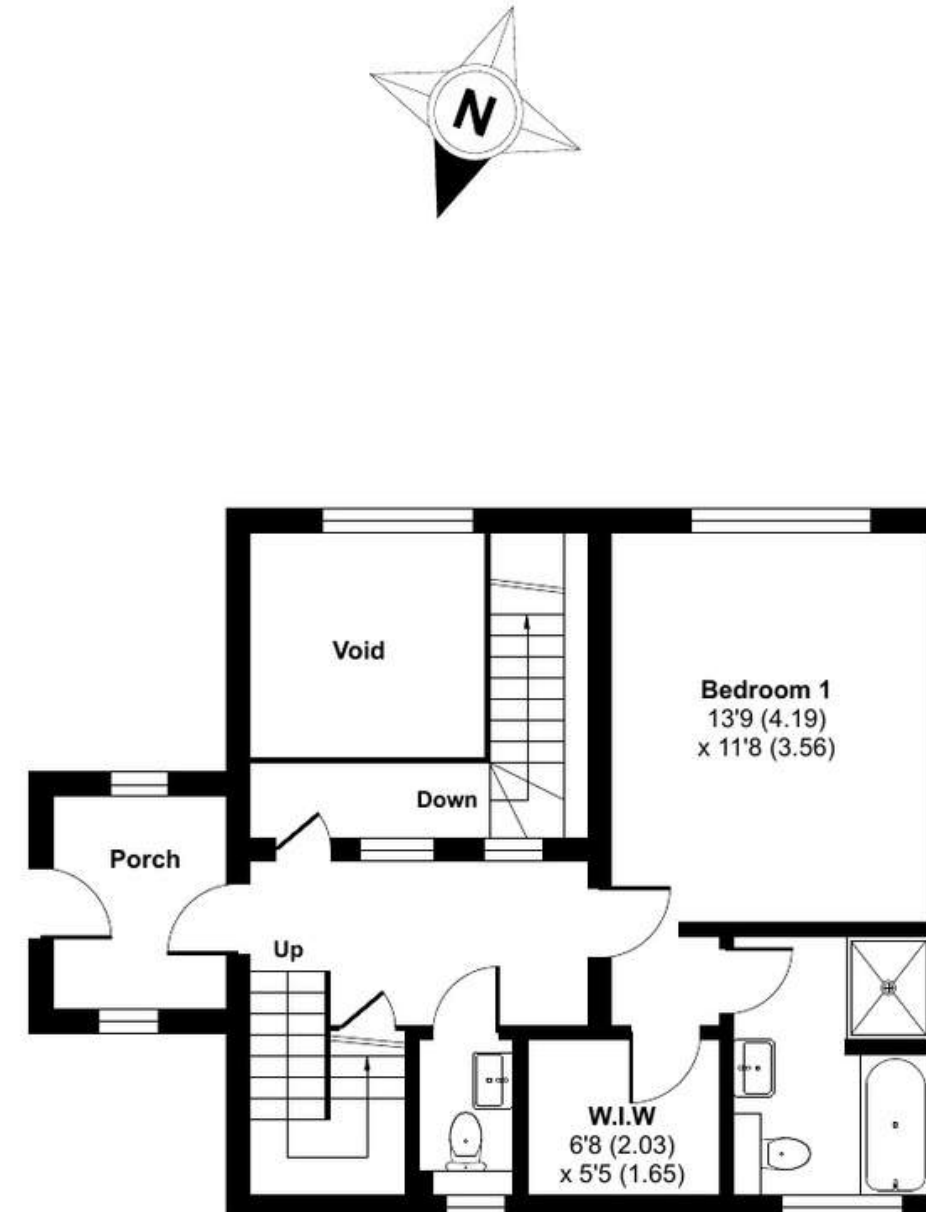 N
Void
Bedroom 1
13'9 (4.19)
x 11'8 (3.56)
Down
Porch
Up
W.I.W
6'8 (2.03)
x 5'5 (1.65)